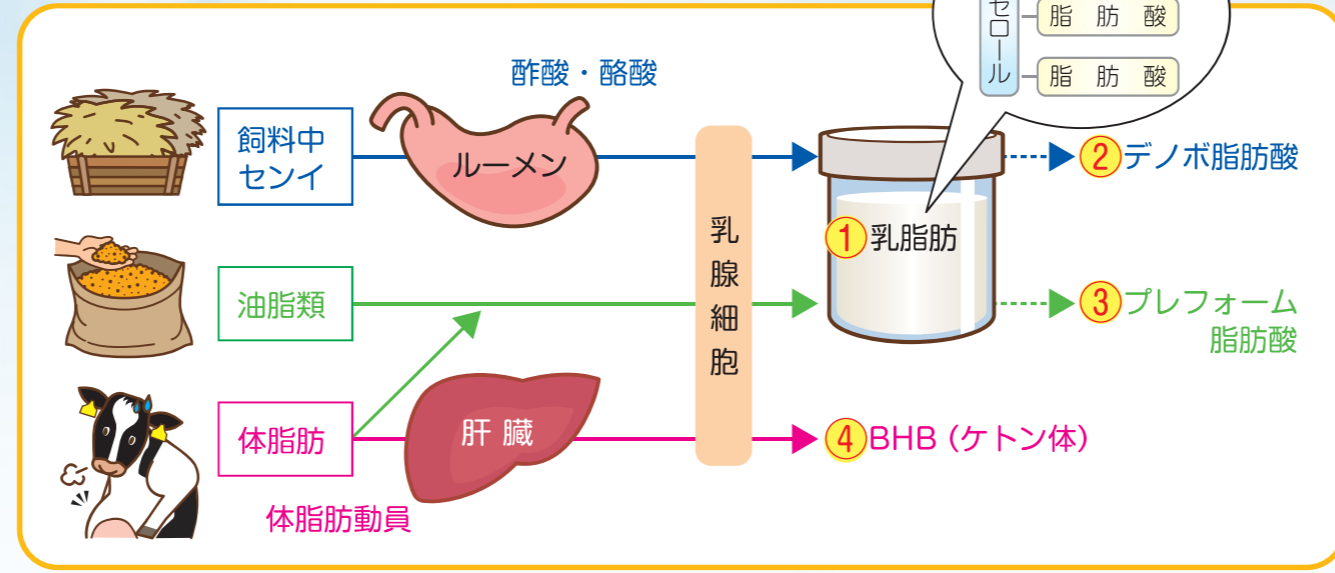 セロール
脂肪酸
脂肪酸
酢酸・酪酸
飼料中
センイ
ルーメン
②デノボ脂肪酸
乳腺細胞
①乳脂肪
油脂類
③プレフォーム
脂肪酸
体脂肪
肝臓
④BHB(ケトン体)
体脂肪動員